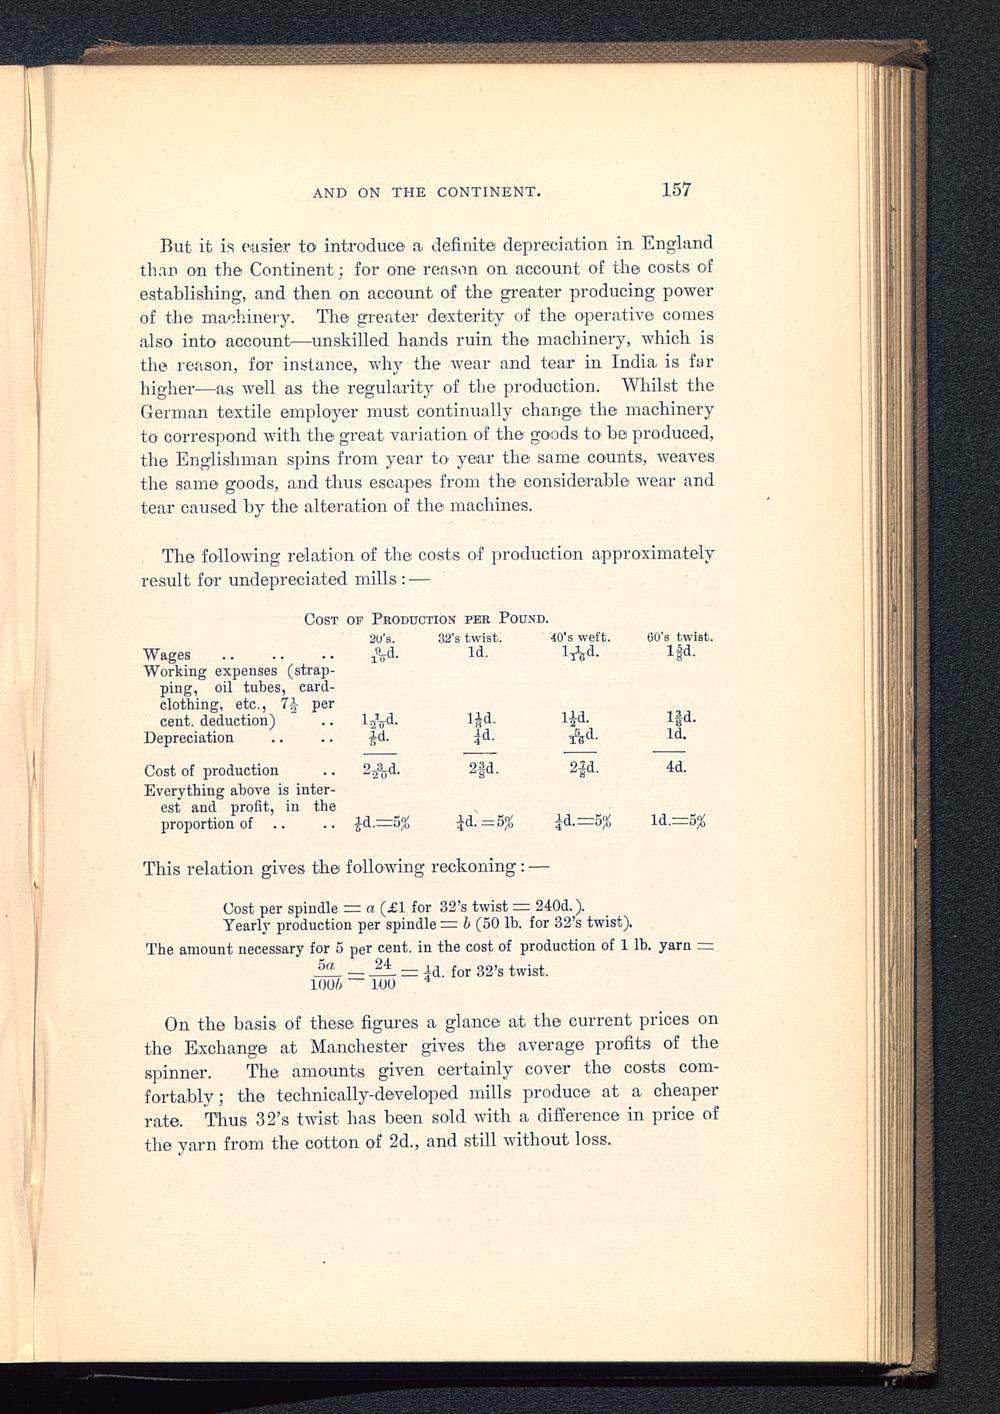 AND ON THE CONTINENT. 157
But it is easier to introduce a definite depreciation in England
than on the Continent; for one reason on account of the costs of
establishing, and then on account of the greater producing power
of the machinery. The greater dexterity of the operative comes
also into account—unskilled hands ruin the machinery, which is
the reason, for instance, why the wear and tear in India is far
higher—as well as the regularity of the production. Whilst the
German textile employer must continually change the machinery
to correspond with the great variation of the goods to be produced,
the Englishman spins from year to year the same counts, weaves
the same goods, and thus escapes from the considerable wear and
tear caused by the alteration of the machines.
The following relation of the costs of production approximately
result for undepreciated mills:—
COST OF PRODUCTION PER POUND.
20's. 32's twist. 40's weft. 60's twist.
Wages .. .. .. 9/10d. 1d. 1 1/16d. 1 5/8d.
Working expenses (strap-
ping, oil tubes, card-
clothing, etc., 7½ per
cent. deduction) .. 1 1/20d. 1 1/8d. 1½d. 1 3/8d.
Depreciation .. .. 1/5d. ¼d. 5/16d. 1d.
Cost of production .. 2 3/20d. 2 3/8d. 2 7/8d. 4d.
Everything above is inter-
est and profit, in the
proportion of .. .. d.=5% ¼d.=5% ¼d.=5% 1d.=5%
This relation gives the following reckoning:—
Cost per spindle = a (£1 for 32's twist = 240d.).
Yearly production per spindle = b (50 lb. for 32's twist).
The amount necessary for 5 per cent. in the cost of production of 1 lb. yarn =
5a/100b = 24/100 = ¼d. for 32's twist.
On the basis of these figures a glance at the current prices on
the Exchange at Manchester gives the average profits of the
spinner. The amounts given certainly cover the costs com-
fortably; the technically-developed mills produce at a cheaper
rate. Thus 32's twist has been sold with a difference in price of
the yarn from the cotton of 2d., and still without loss.